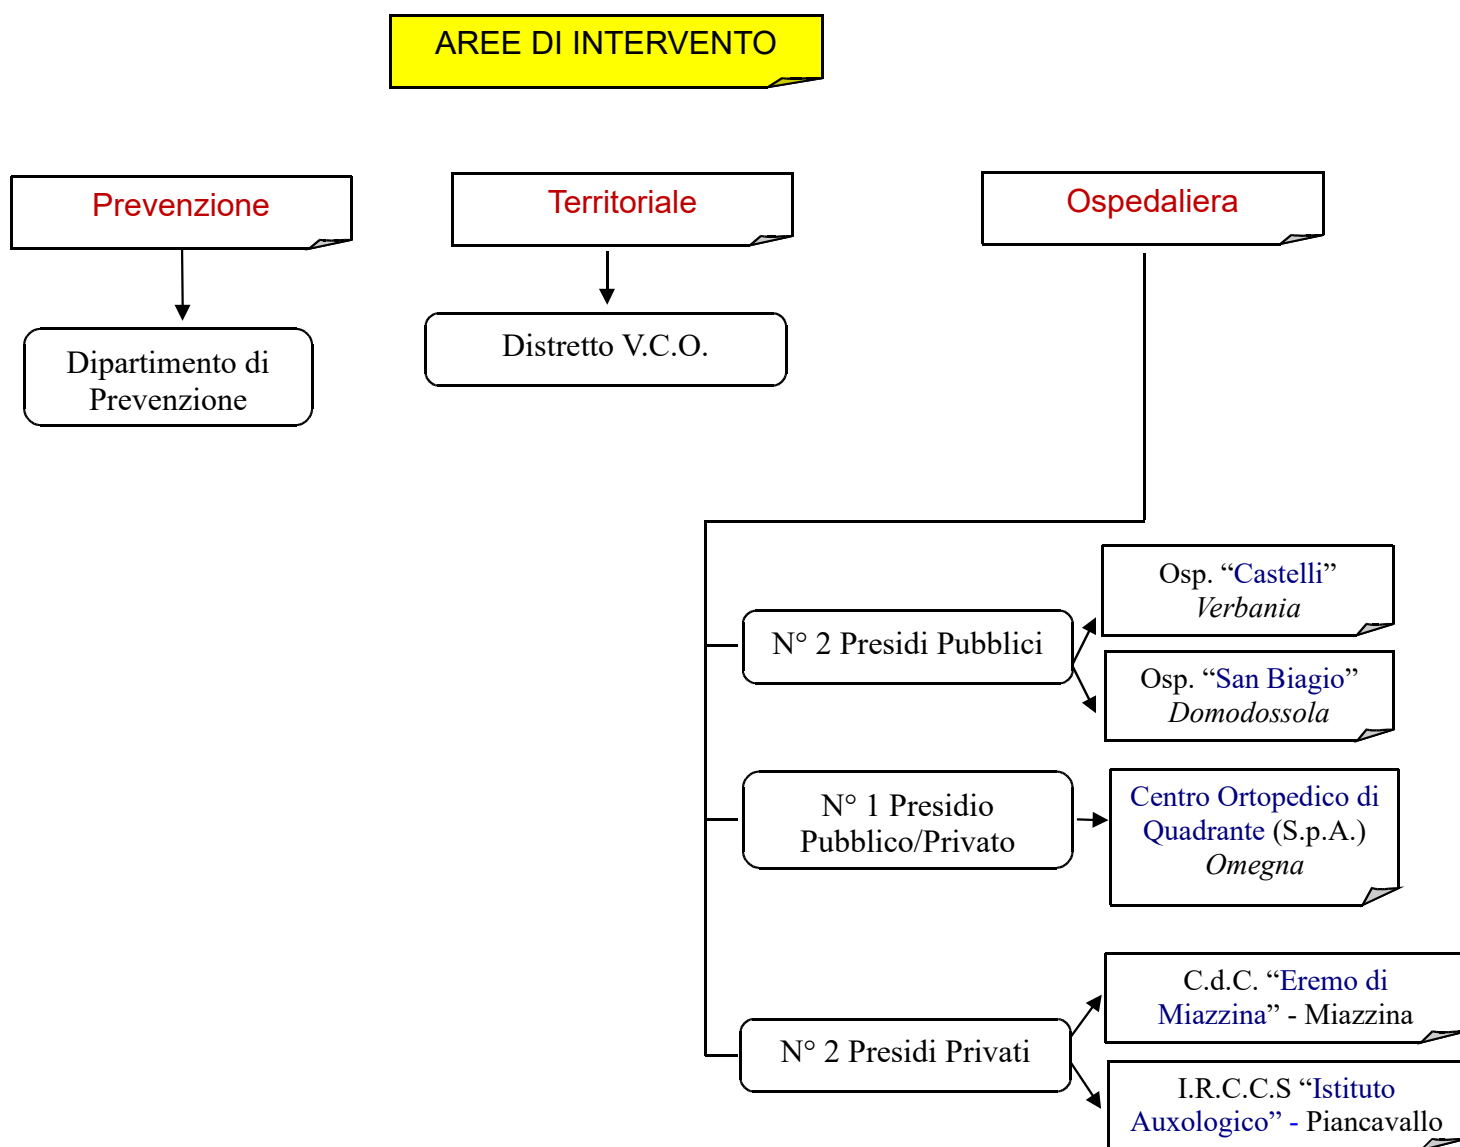 AREE DI INTERVENTO
Prevenzione
Territoriale
Ospedaliera
Dipartimento di
Prevenzione
Distretto V.C.O.
N° 2 Presidi Pubblici
Osp. “Castelli”
Verbania
Osp. “San Biagio”
Domodossola
N° 1 Presidio
Pubblico/Privato
Centro Ortopedico di
Quadrante (S.p.A.)
Omegna
N° 2 Presidi Privati
C.d.C. “Eremo di
Miazzina” - Miazzina
I.R.C.C.S “Istituto
Auxologico” - Piancavallo